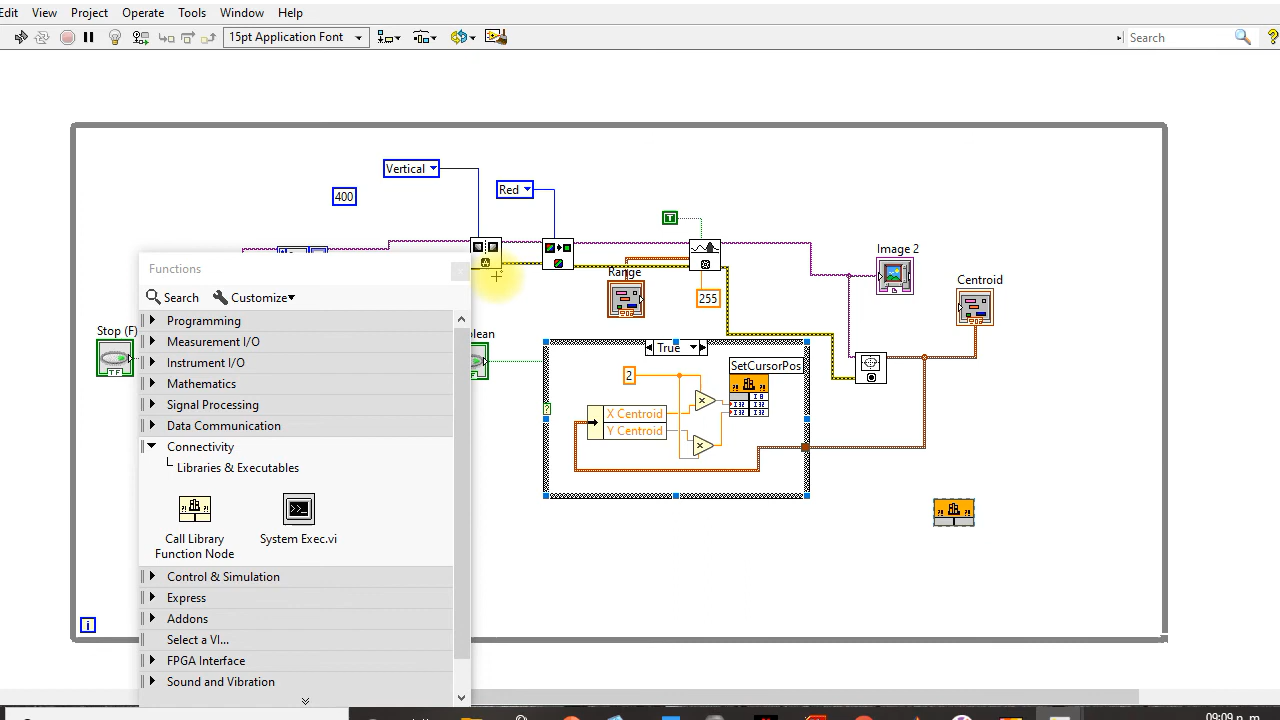 Edit View Project Operate Tools Window Help
15pt Application Font
Search
?
Vertical
400
Red
T
Image 2
Functions
Range
Centroid
Search Customize
255
Programming
Stop (F)
TF
Measurement I/O
True
Instrument I/O
SetCursorPos
Mathematics
2
Signal Processing
X Centroid
Data Communication
Y Centroid
Connectivity
Libraries & Executables
Call Library
Function Node
System Exec.vi
Control & Simulation
Express
Addons
i
Select a VI...
FPGA Interface
Sound and Vibration
09:09 p. m.